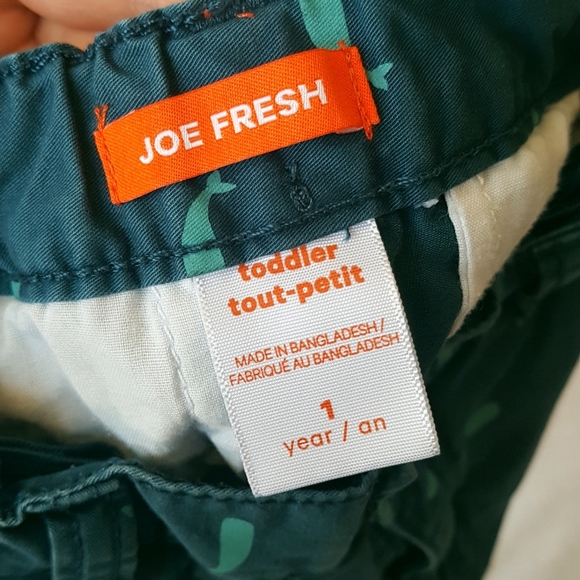 JOE FRESH
toddler
tout-petit
MADE IN BANGLADESH /
FABRIQUÉ AU BANGLADESH
1
year / an